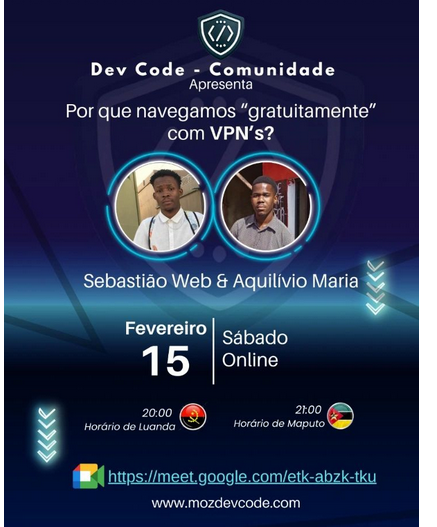 Dev Code - Comunidade
Apresenta
Por que navegamos “gratuitamente”
com VPN’s?
Sebastião Web & Aquilívio Maria
Fevereiro
15
Sábado
Online
20:00
Horário de Luanda
21:00
Horário de Maputo
https://meet.google.com/etk-abzk-tku
www.mozdevcode.com